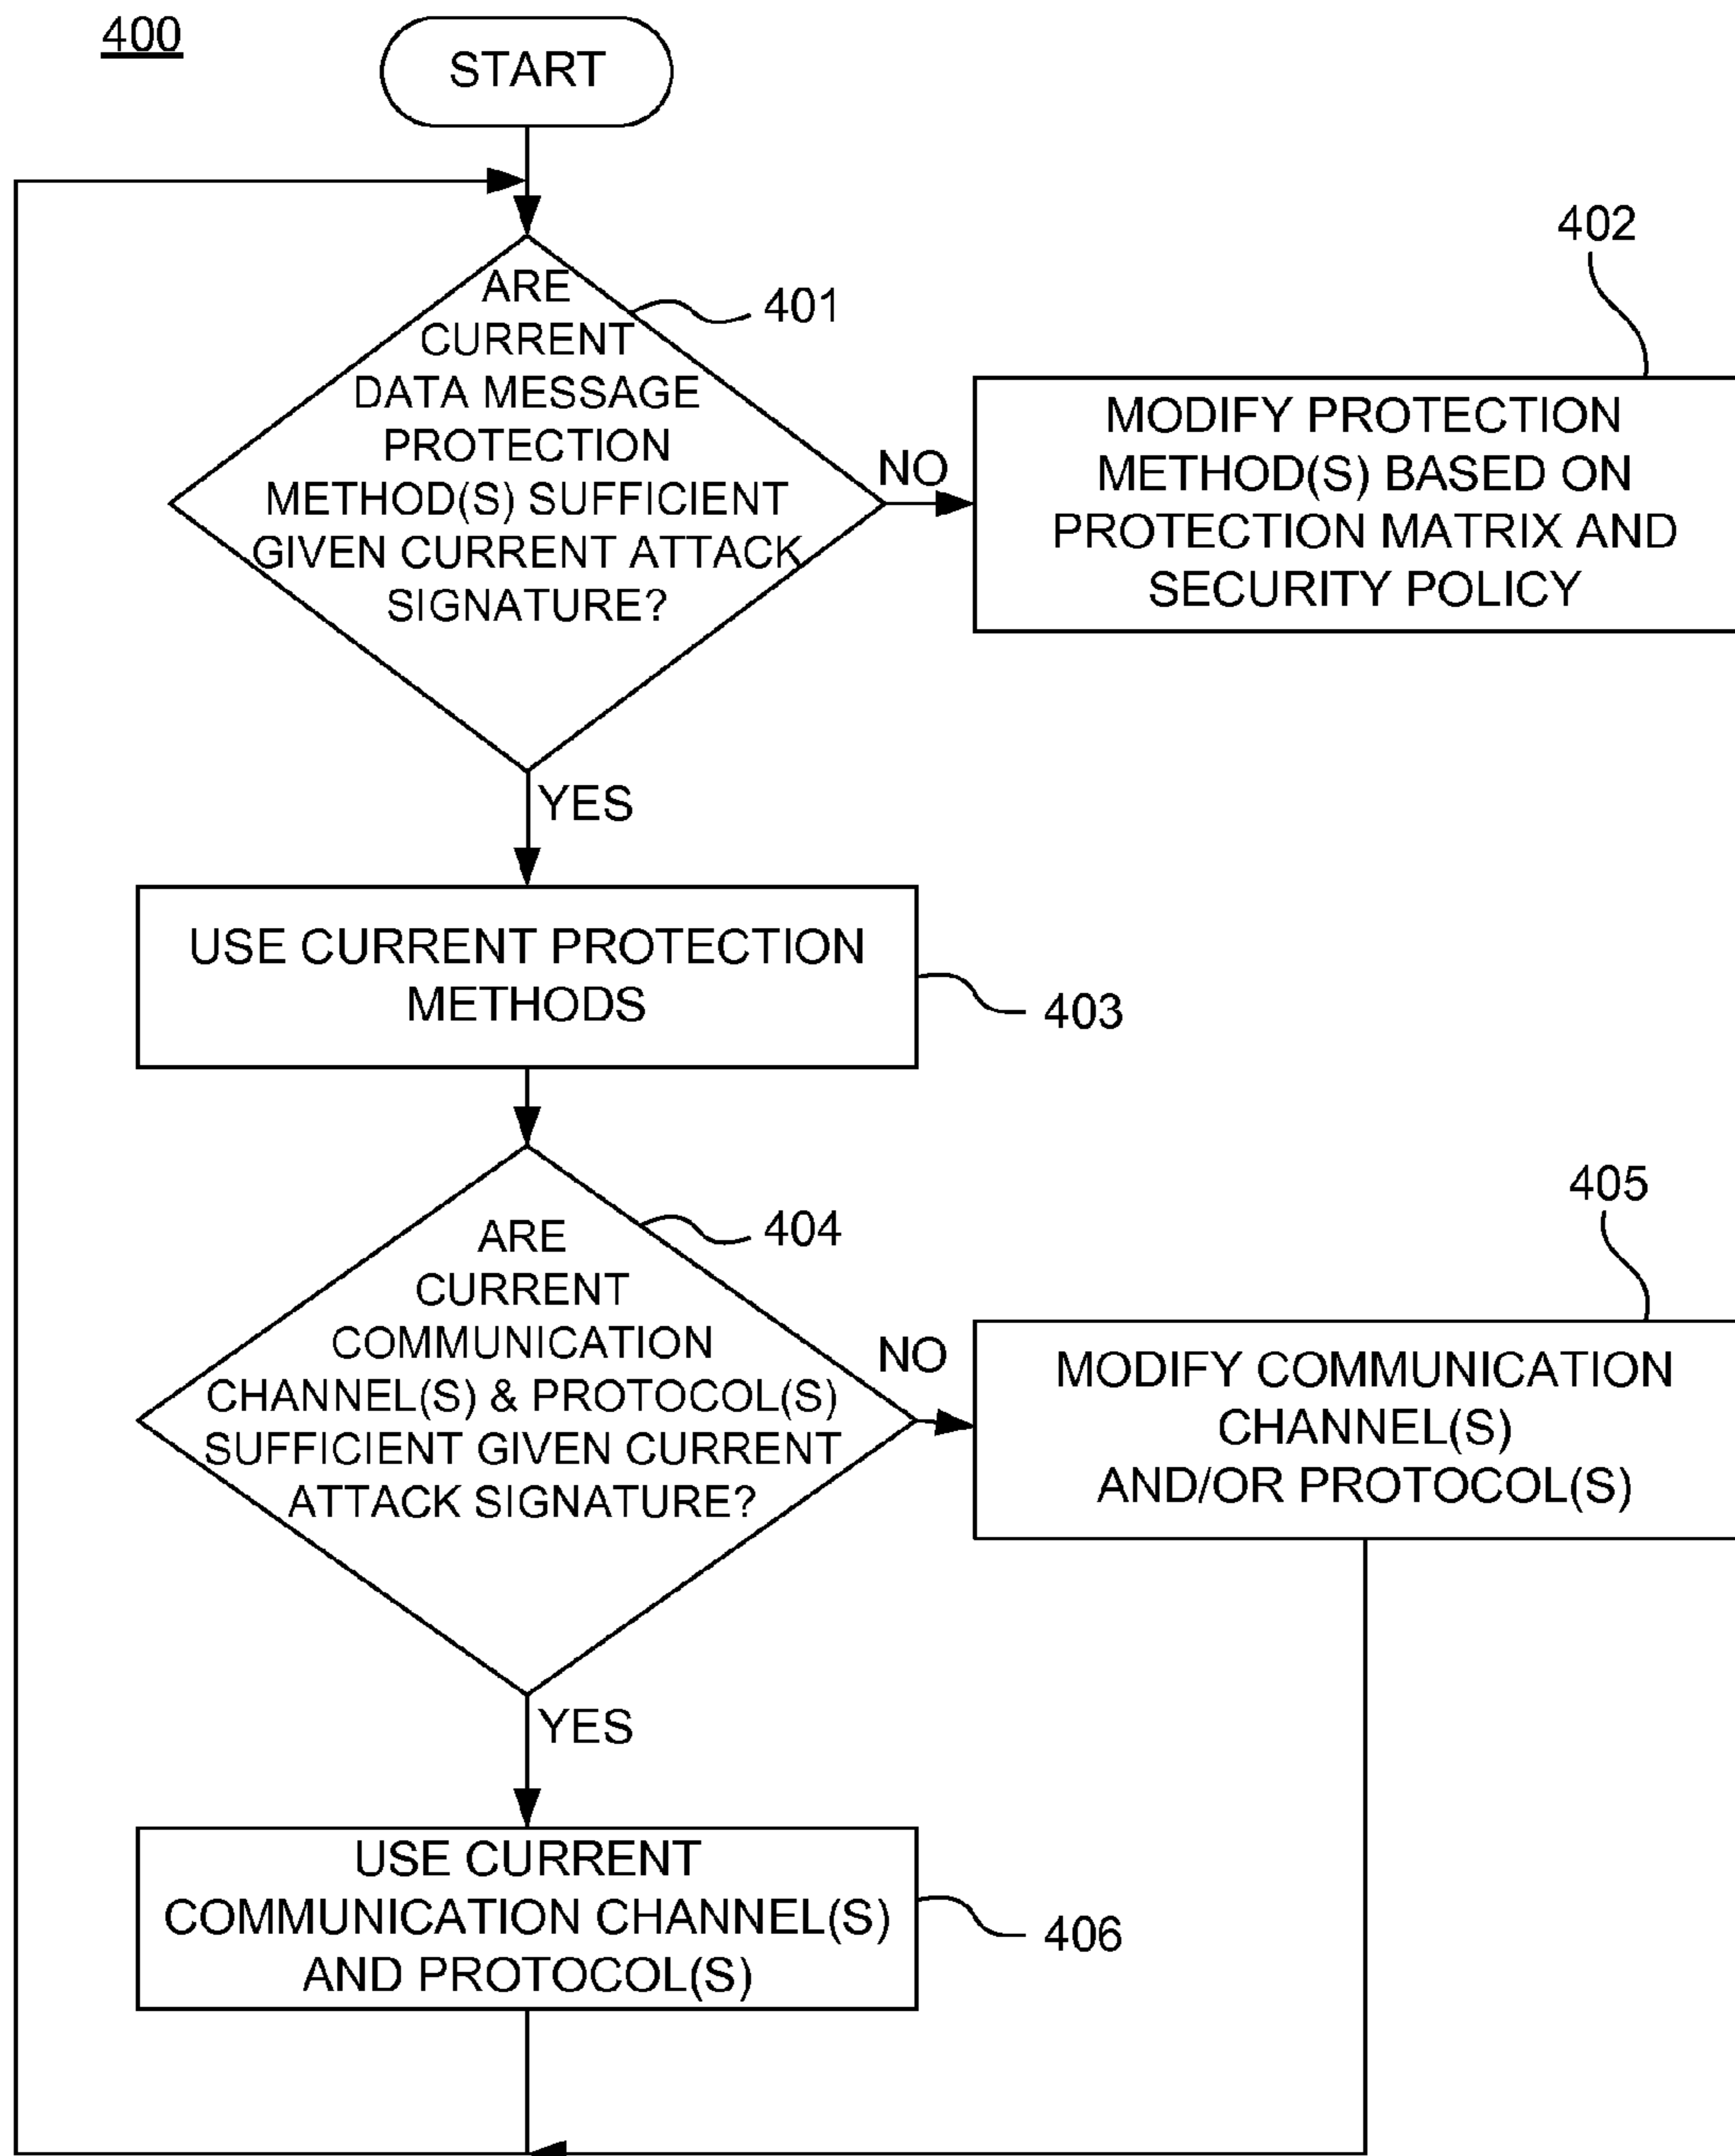 400
START
ARE
CURRENT
DATA MESSAGE
PROTECTION
METHOD(S) SUFFICIENT
GIVEN CURRENT ATTACK
SIGNATURE?
401
NO
402
MODIFY PROTECTION
METHOD(S) BASED ON
PROTECTION MATRIX AND
SECURITY POLICY
YES
USE CURRENT PROTECTION
METHODS
403
ARE
CURRENT
COMMUNICATION
CHANNEL(S) & PROTOCOL(S)
SUFFICIENT GIVEN CURRENT
ATTACK SIGNATURE?
404
NO
405
MODIFY COMMUNICATION
CHANNEL(S)
AND/OR PROTOCOL(S)
YES
USE CURRENT
COMMUNICATION CHANNEL(S)
AND PROTOCOL(S)
406